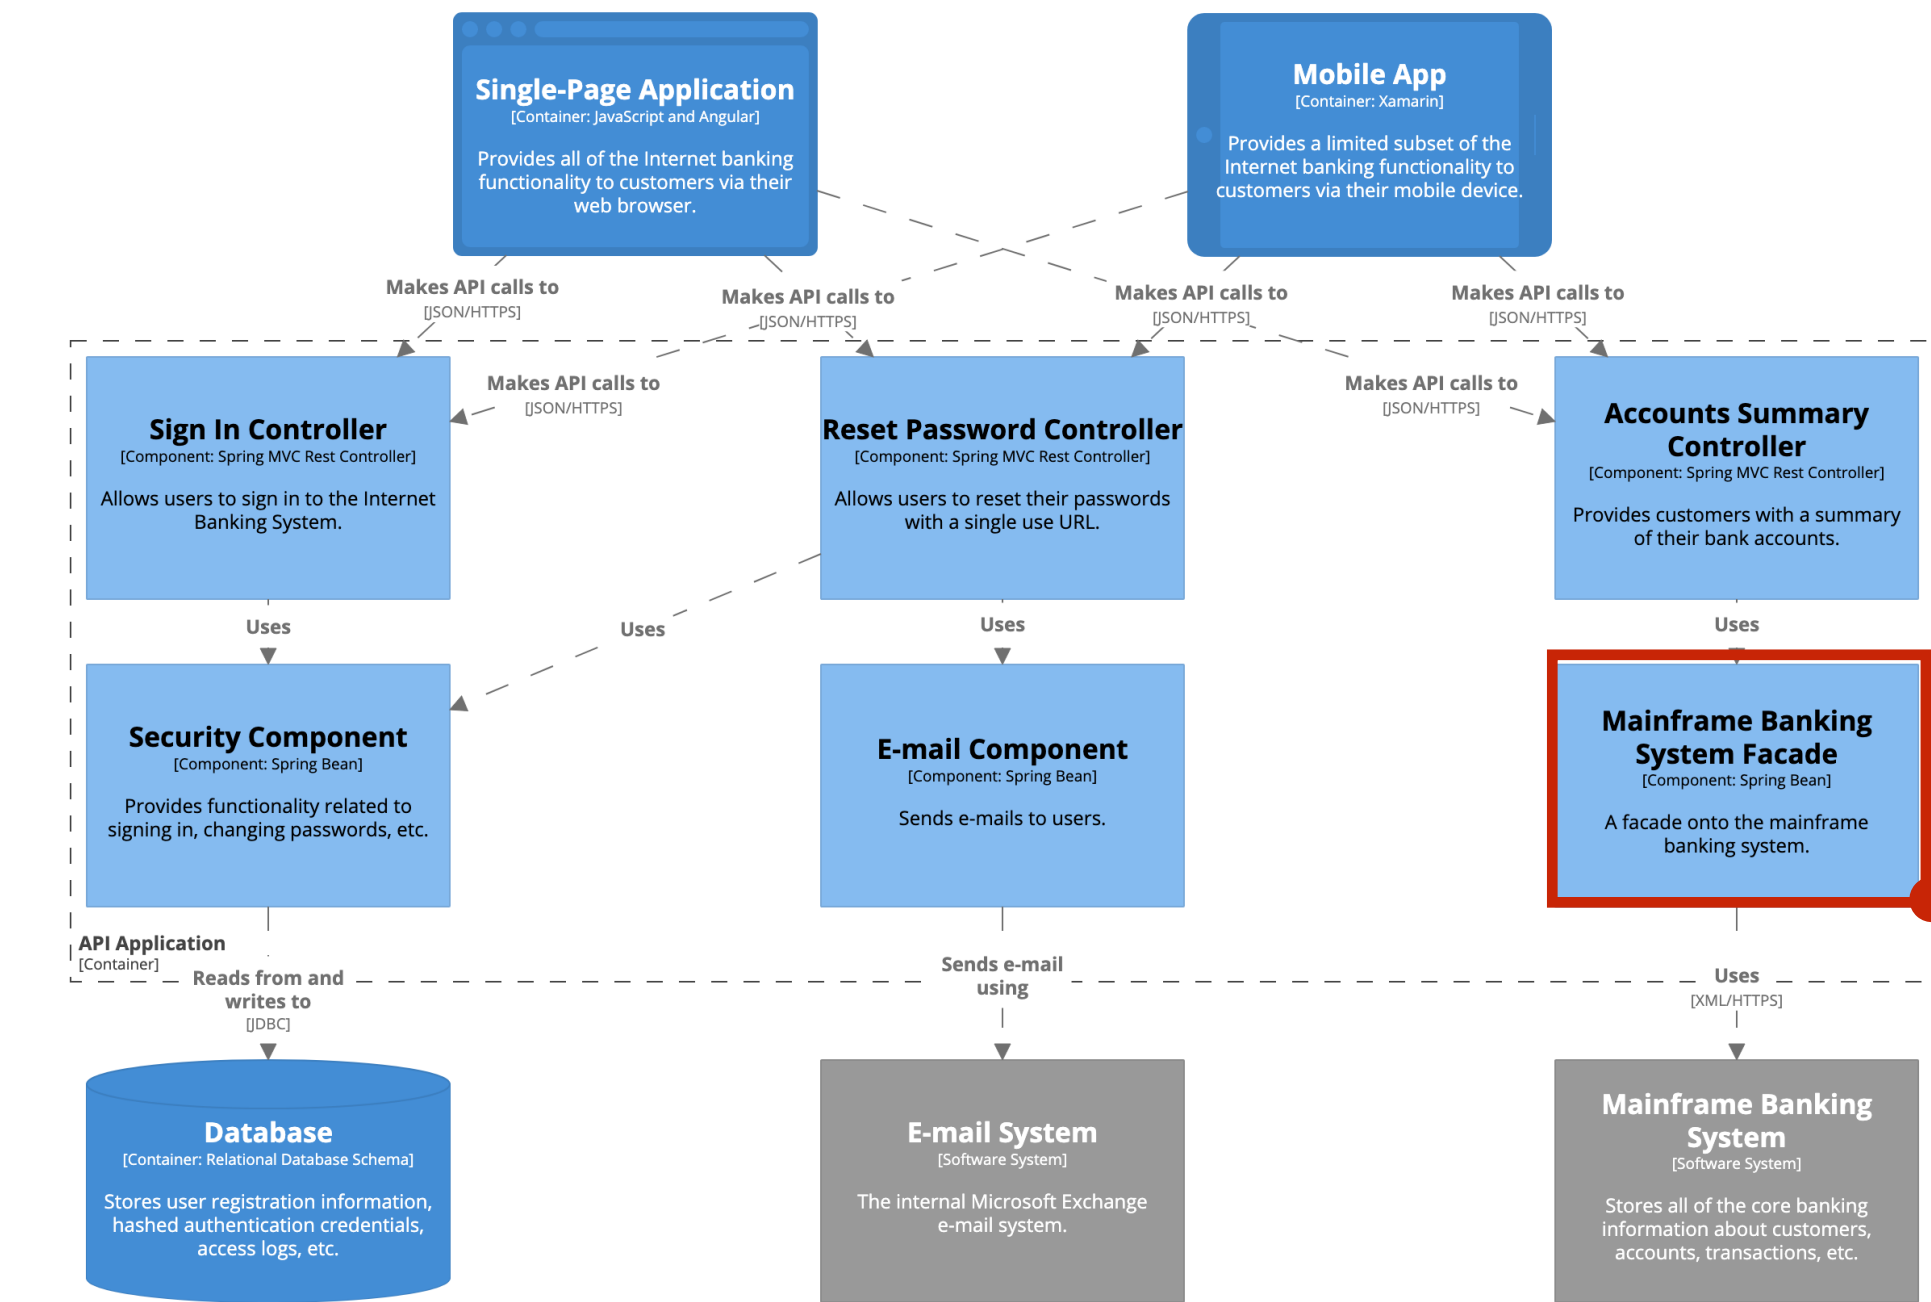 Single-Page Application
[Container: JavaScript and Angular]
Provides all of the Internet banking
functionality to customers via their
web browser.
Mobile App
[Container: Xamarin]
Provides a limited subset of the
Internet banking functionality to
customers via their mobile device.
Makes API calls to
[JSON/HTTPS]
Makes API calls to
[JSON/HTTPS]
Makes API calls to
[JSON/HTTPS]
Makes API calls to
[JSON/HTTPS]
Makes API calls to
[JSON/HTTPS]
Makes API calls to
[JSON/HTTPS]
Sign In Controller
[Component: Spring MVC Rest Controller]
Allows users to sign in to the Internet
Banking System.
Reset Password Controller
[Component: Spring MVC Rest Controller]
Allows users to reset their passwords
with a single use URL.
Accounts Summary
Controller
[Component: Spring MVC Rest Controller]
Provides customers with a summary
of their bank accounts.
Uses
Uses
Uses
Uses
Security Component
[Component: Spring Bean]
Provides functionality related to
signing in, changing passwords, etc.
E-mail Component
[Component: Spring Bean]
Sends e-mails to users.
Mainframe Banking
System Facade
[Component: Spring Bean]
A facade onto the mainframe
banking system.
API Application
[Container]
Reads from and
writes to
[JDBC]
Sends e-mail
using
Uses
[XML/HTTPS]
Database
[Container: Relational Database Schema]
Stores user registration information,
hashed authentication credentials,
access logs, etc.
E-mail System
[Software System]
The internal Microsoft Exchange
e-mail system.
Mainframe Banking
System
[Software System]
Stores all of the core banking
information about customers,
accounts, transactions, etc.